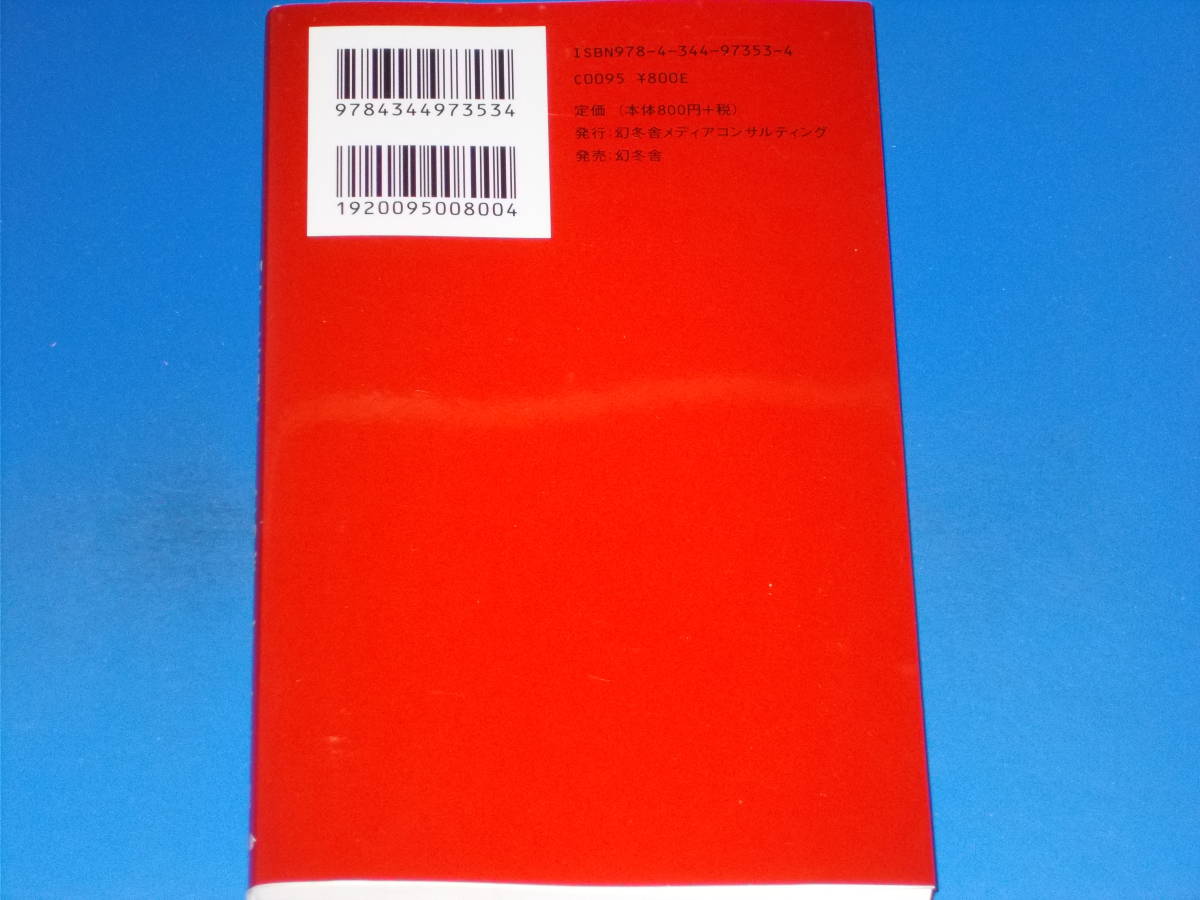 9784344973534
1920095008004
ISBN978-4-344-97353-4
C0095 ¥800E
定価 （本体800円＋税）
発行：幻冬舎メディアコンサルティング
発売：幻冬舎